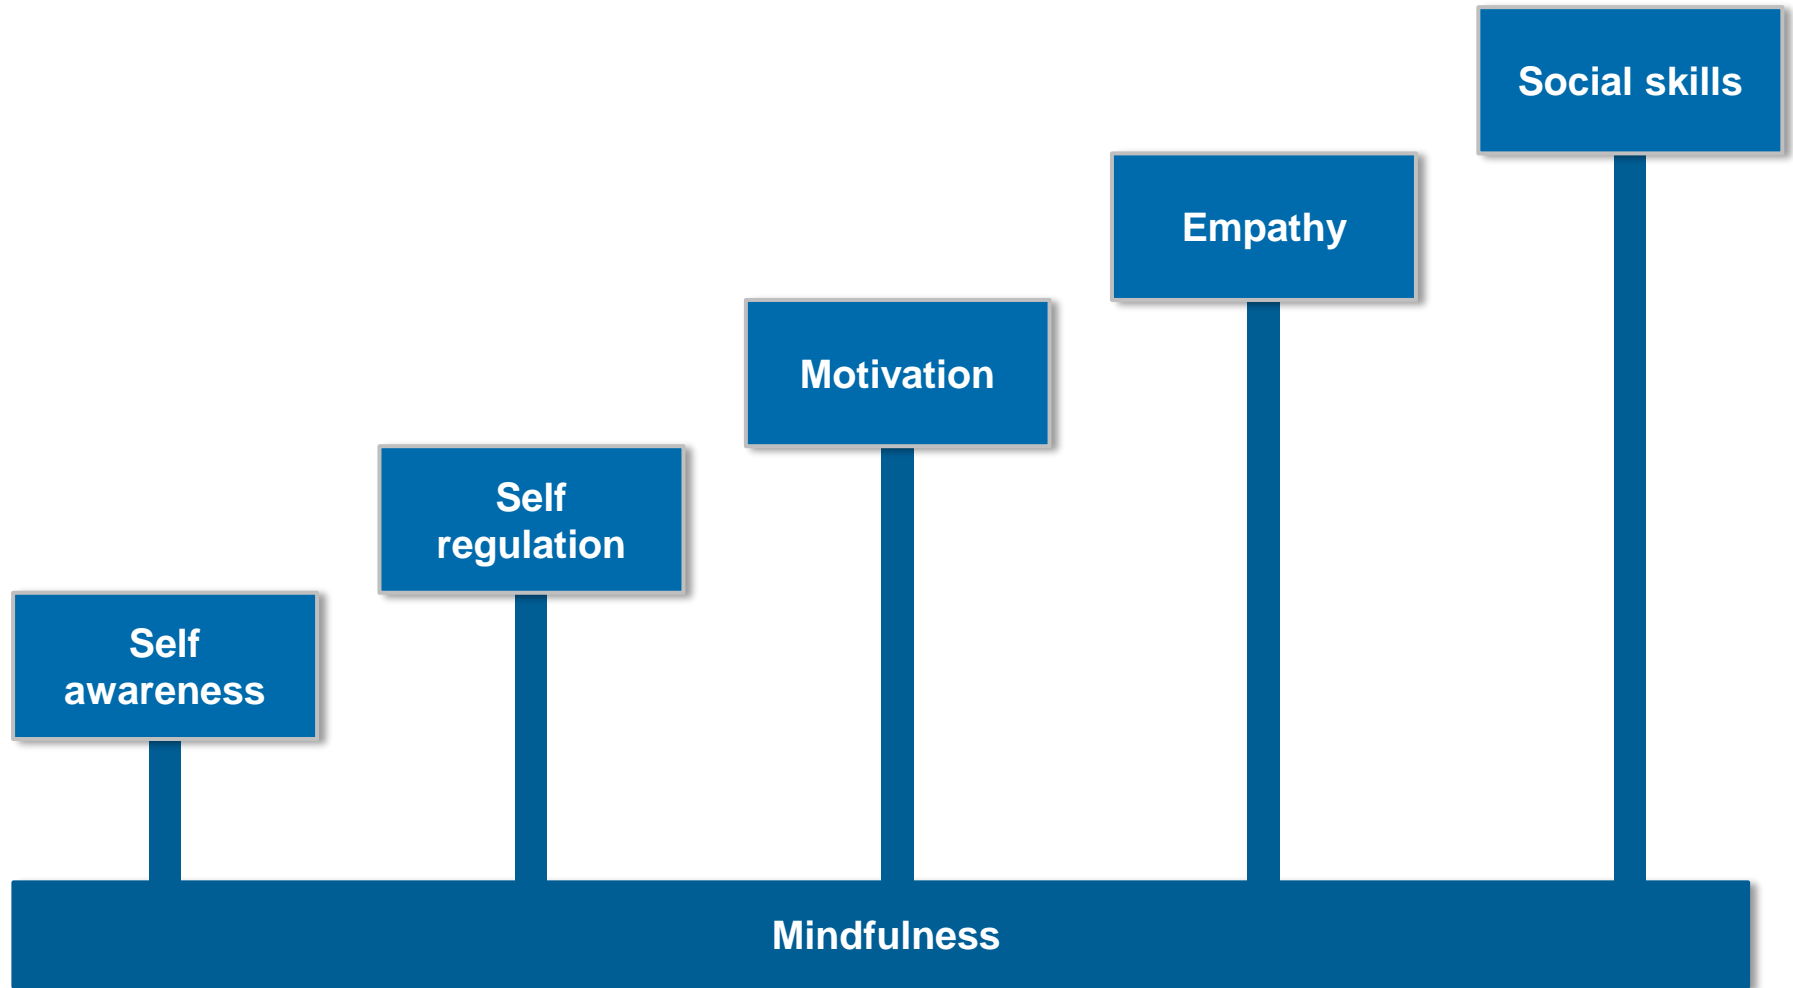 Social skills
Empathy
Motivation
Self
regulation
Self
awareness
Mindfulness